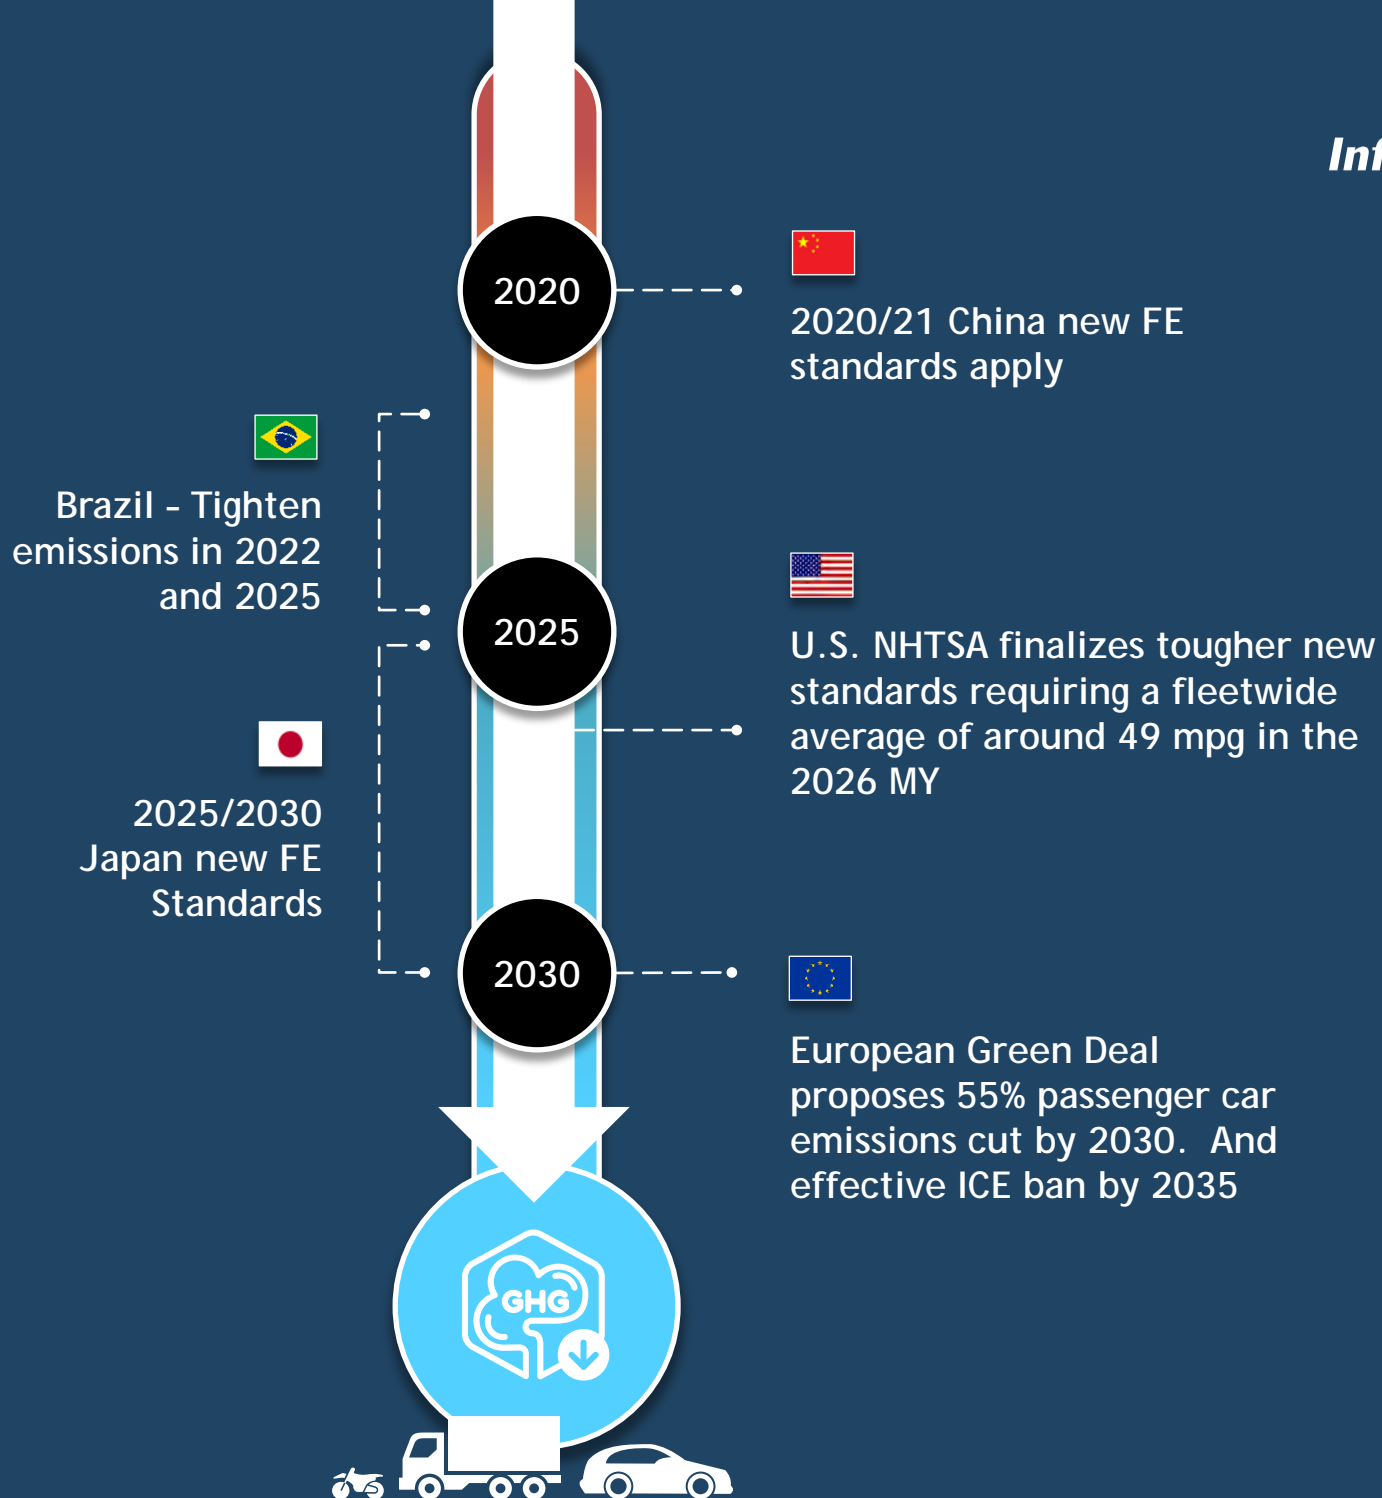 2020
2020/21 China new FE
standards apply
Brazil - Tighten
emissions in 2022
and 2025
2025
U.S. NHTSA finalizes tougher new
standards requiring a fleetwide
average of around 49 mpg in the
2026 MY
2025/2030
Japan new FE
Standards
2030
European Green Deal
proposes 55% passenger car
emissions cut by 2030.  And
effective ICE ban by 2035
GHG